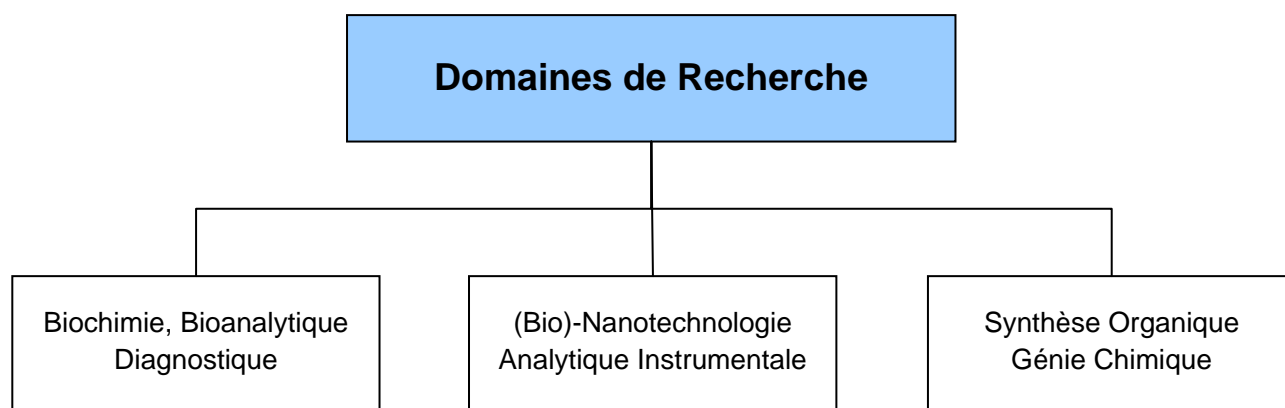 Domaines de Recherche
Biochimie, Bioanalytique
Diagnostique
(Bio)-Nanotechnologie
Analytique Instrumentale
Synthèse Organique
Génie Chimique